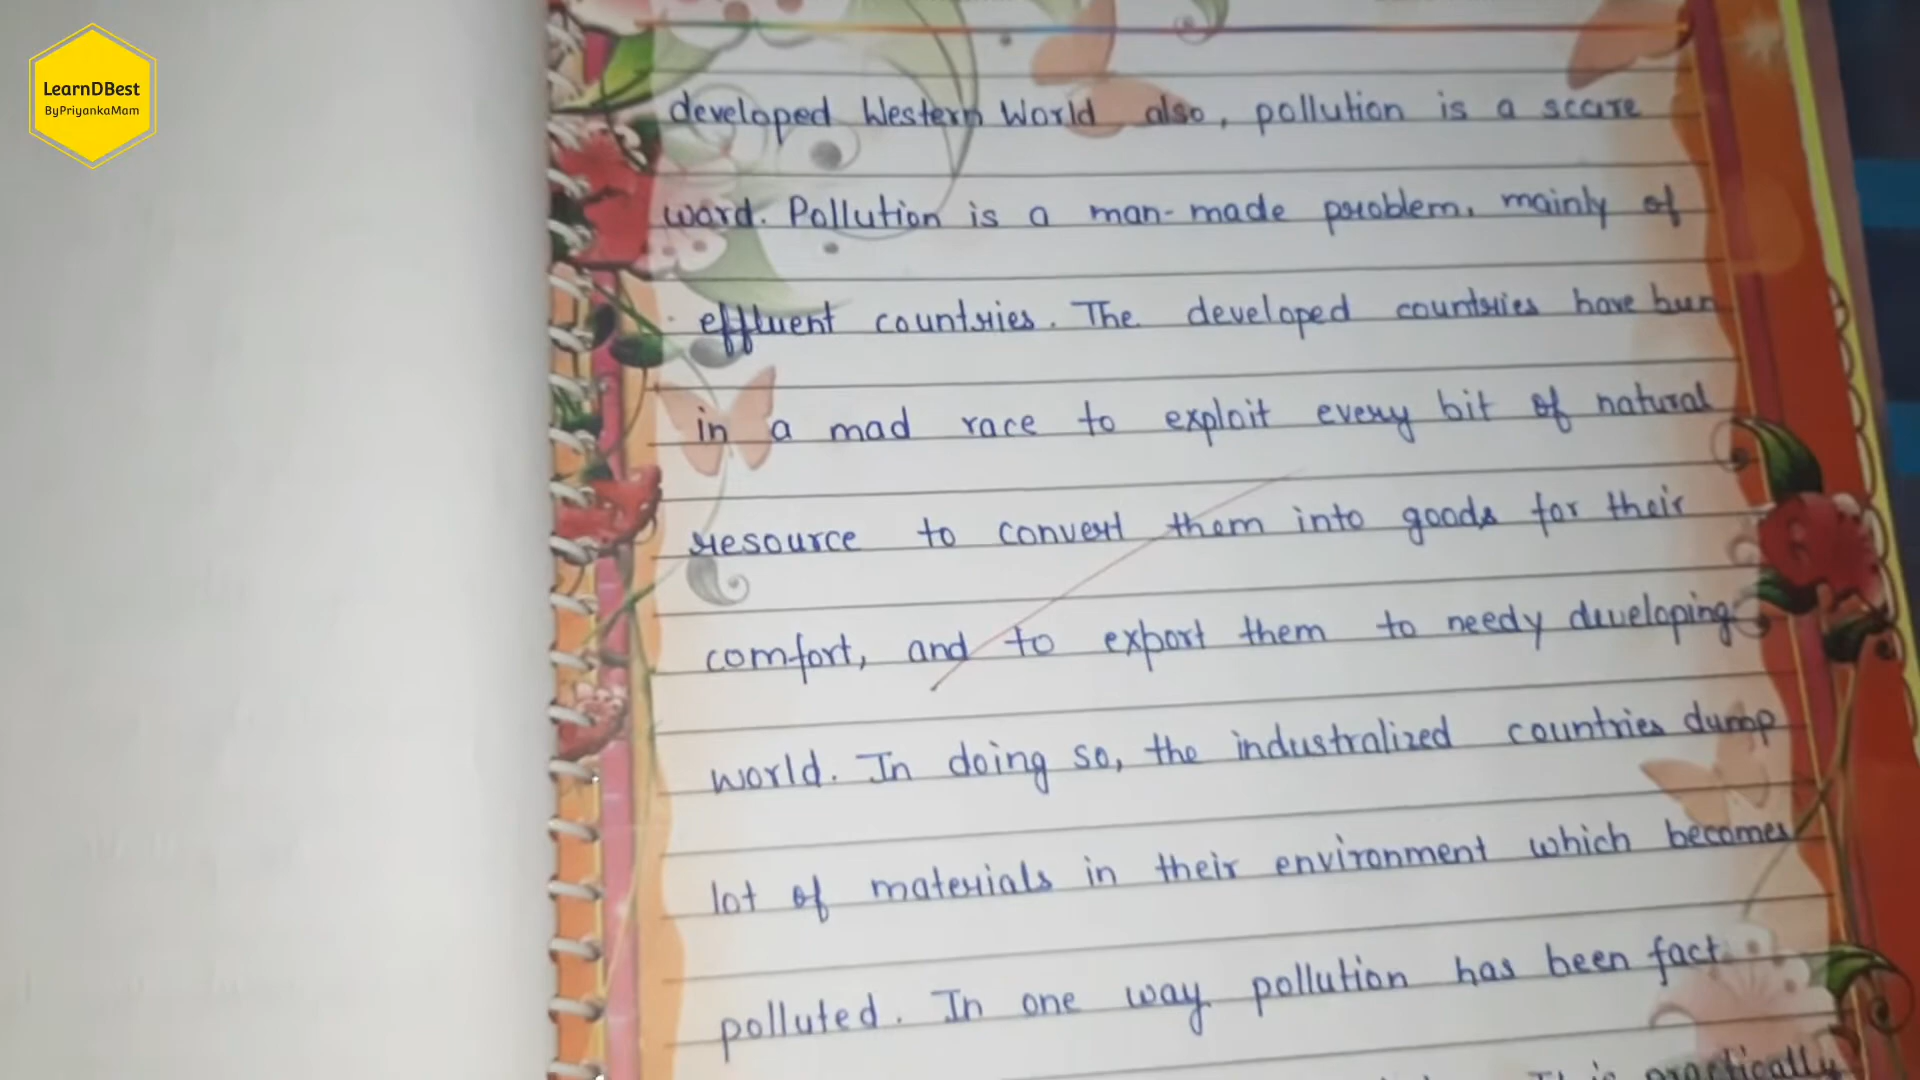 LearnDBest
ByPriyankaMam
developed Western World also, pollution is a scare
word. Pollution is a man-made problem, mainly of
effluent countries. The developed countries have been
in a mad race to exploit every bit of natural
resource to convert them into goods for their
comfort, and to export them to needy developing
world. In doing so, the industralized countries dump
lot of materials in their environment which becomes
polluted. In one way pollution has been fact
practically